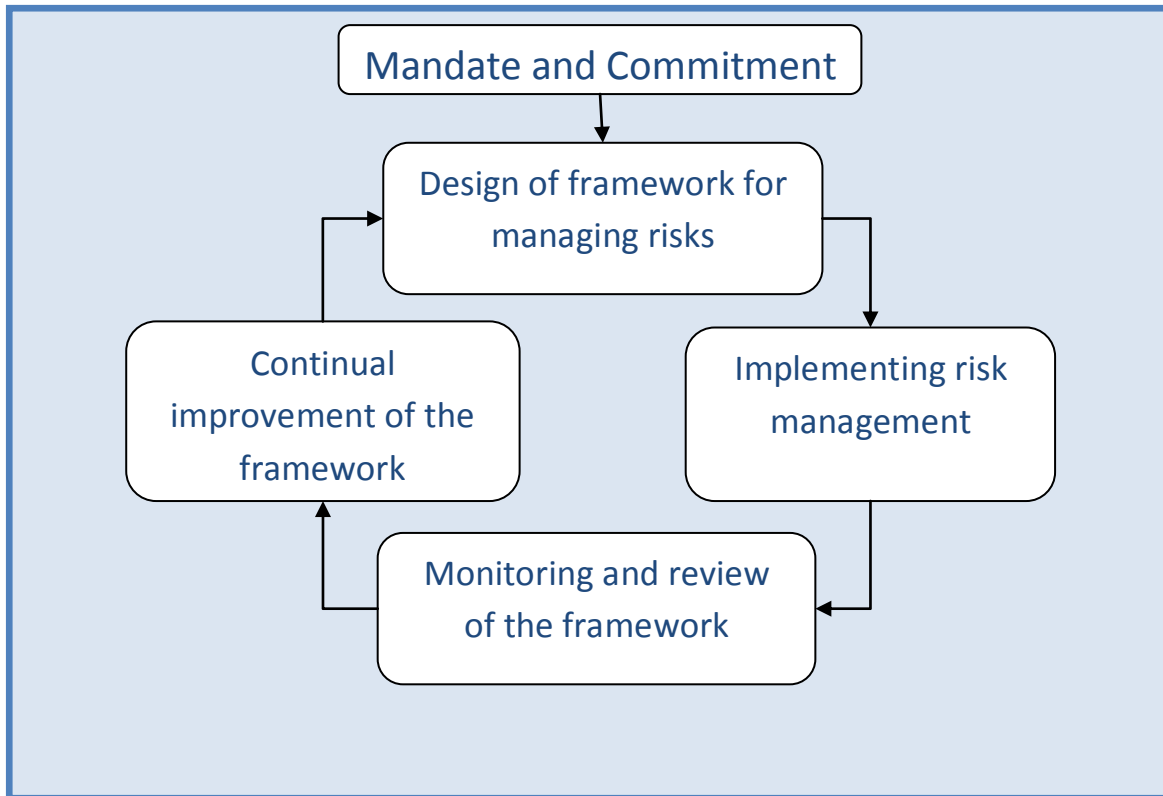 Mandate and Commitment
Design of framework for
managing risks
Continual
improvement of the
framework
Implementing risk
management
Monitoring and review
of the framework